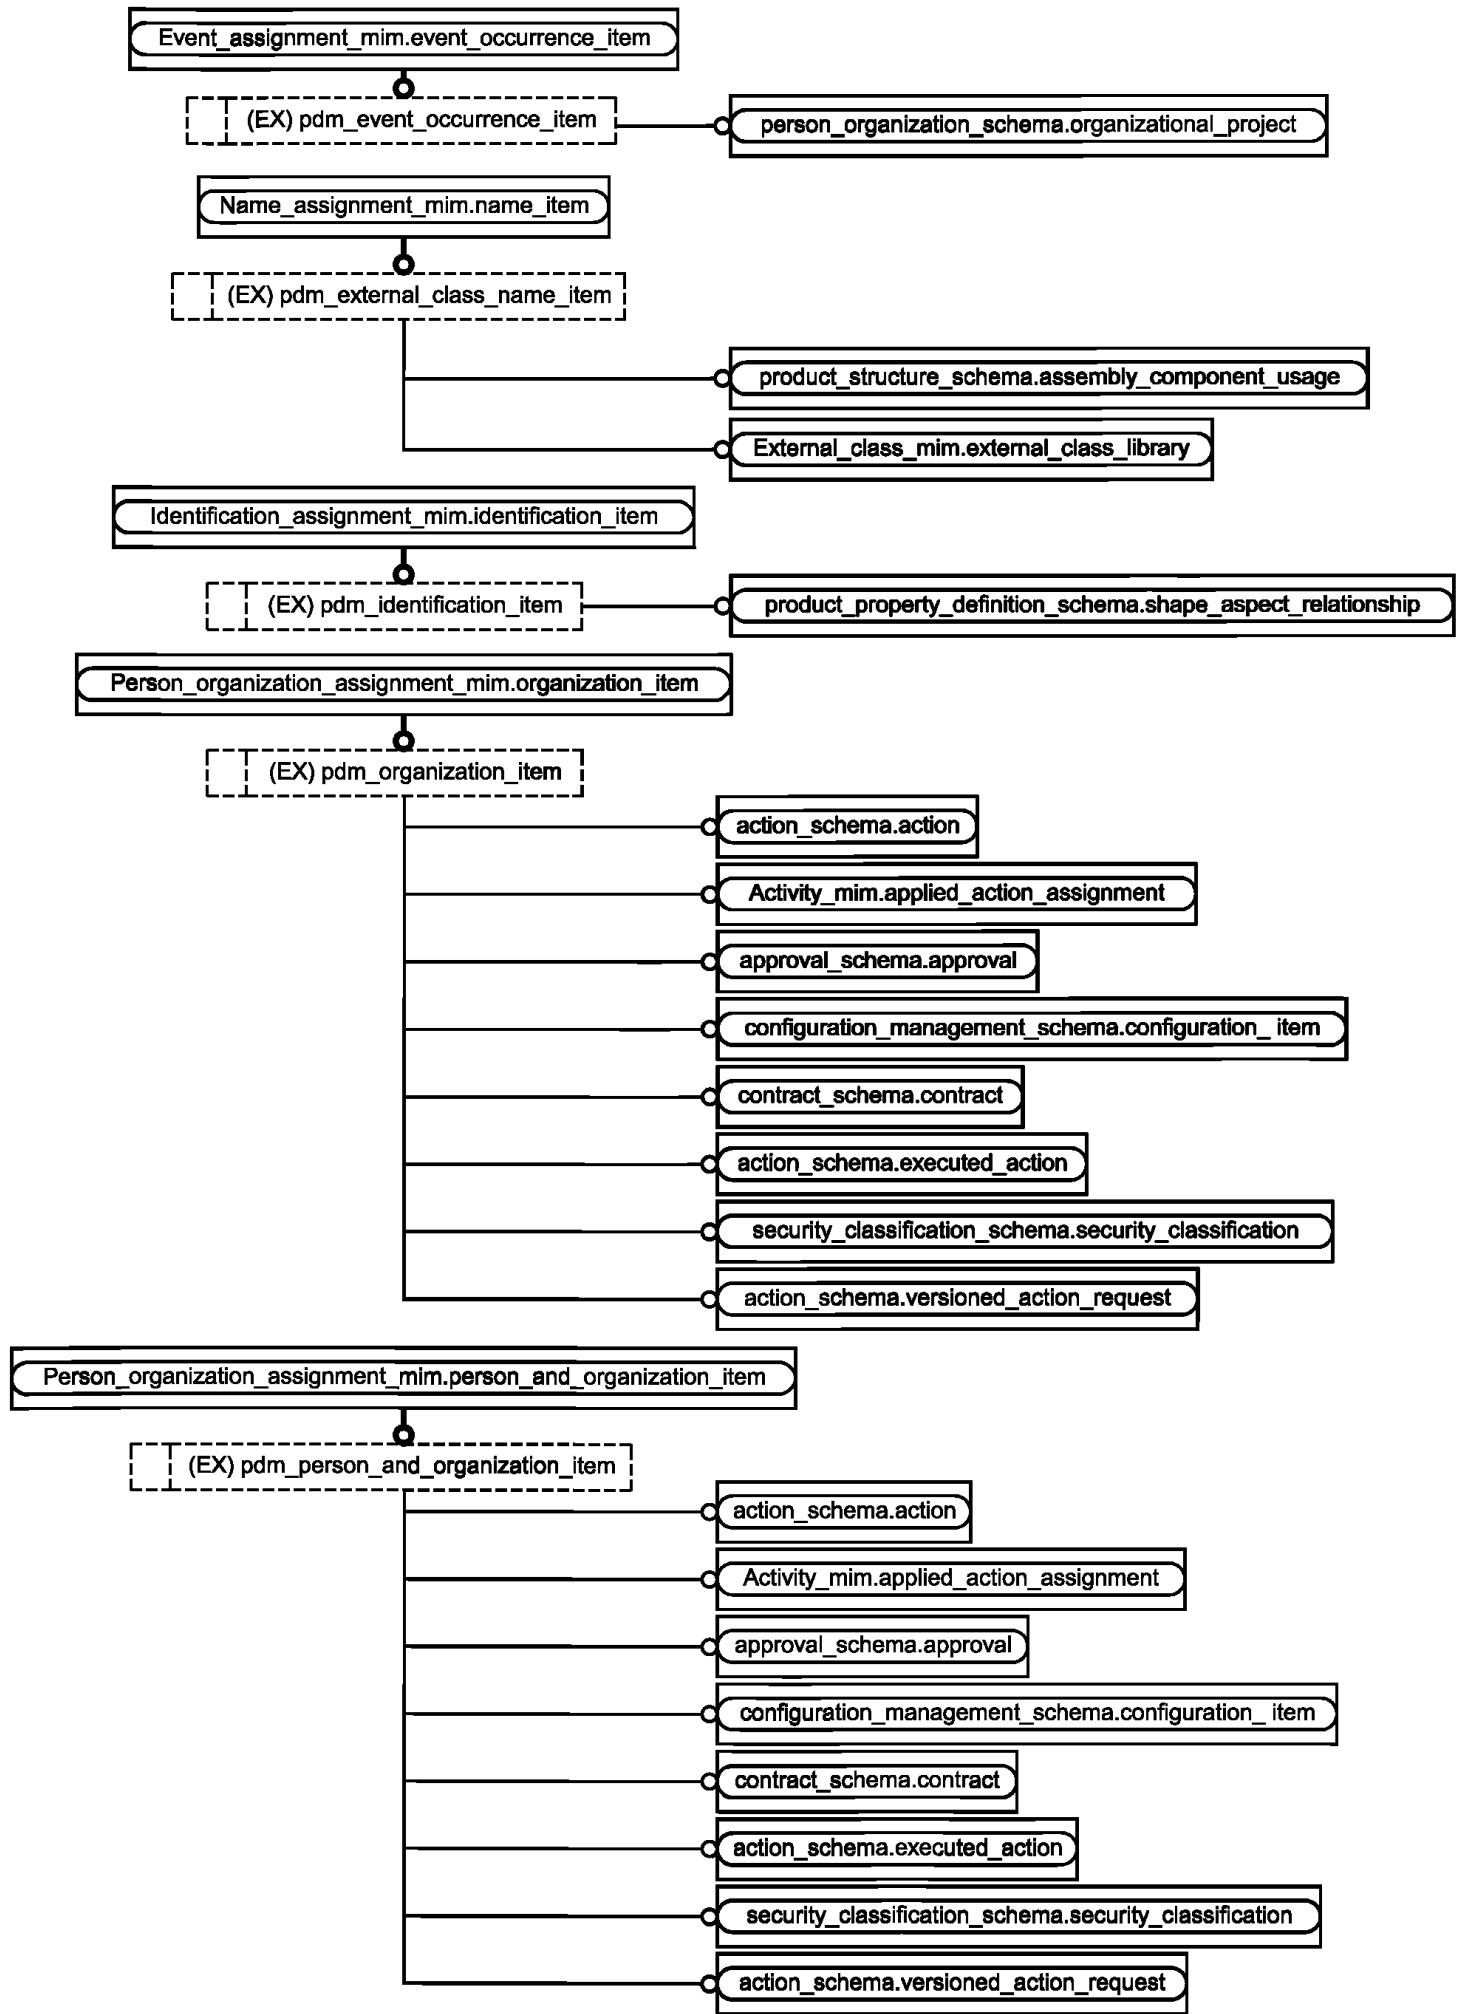 Event_assignment_mim.event_occurrence_item
(EX) pdm_event_occurrence_item
person_organization_schema.organizational_project
Name_assignment_mim.name_item
(EX) pdm_external_class_name_item
product_structure_schema.assembly_component_usage
External_class_mim.external_class_library
Identification_assignment_mim.identification_item
(EX) pdm_identification_item
product_property_definition_schema.shape_aspect_relationship
Person_organization_assignment_mim.organization_item
(EX) pdm_organization_item
action_schema.action
Activity_mim.applied_action_assignment
approval_schema.approval
configuration_management_schema.configuration_ item
contract_schema.contract
action_schema.executed_action
security_classification_schema.security_classification
action_schema.versioned_action_request
Person_organization_assignment_mim.person_and_organization_item
(EX) pdm_person_and_organization_item
action_schema.action
Activity_mim.applied_action_assignment
approval_schema.approval
configuration_management_schema.configuration_ item
contract_schema.contract
action_schema.executed_action
security_classification_schema.security_classification
action_schema.versioned_action_request